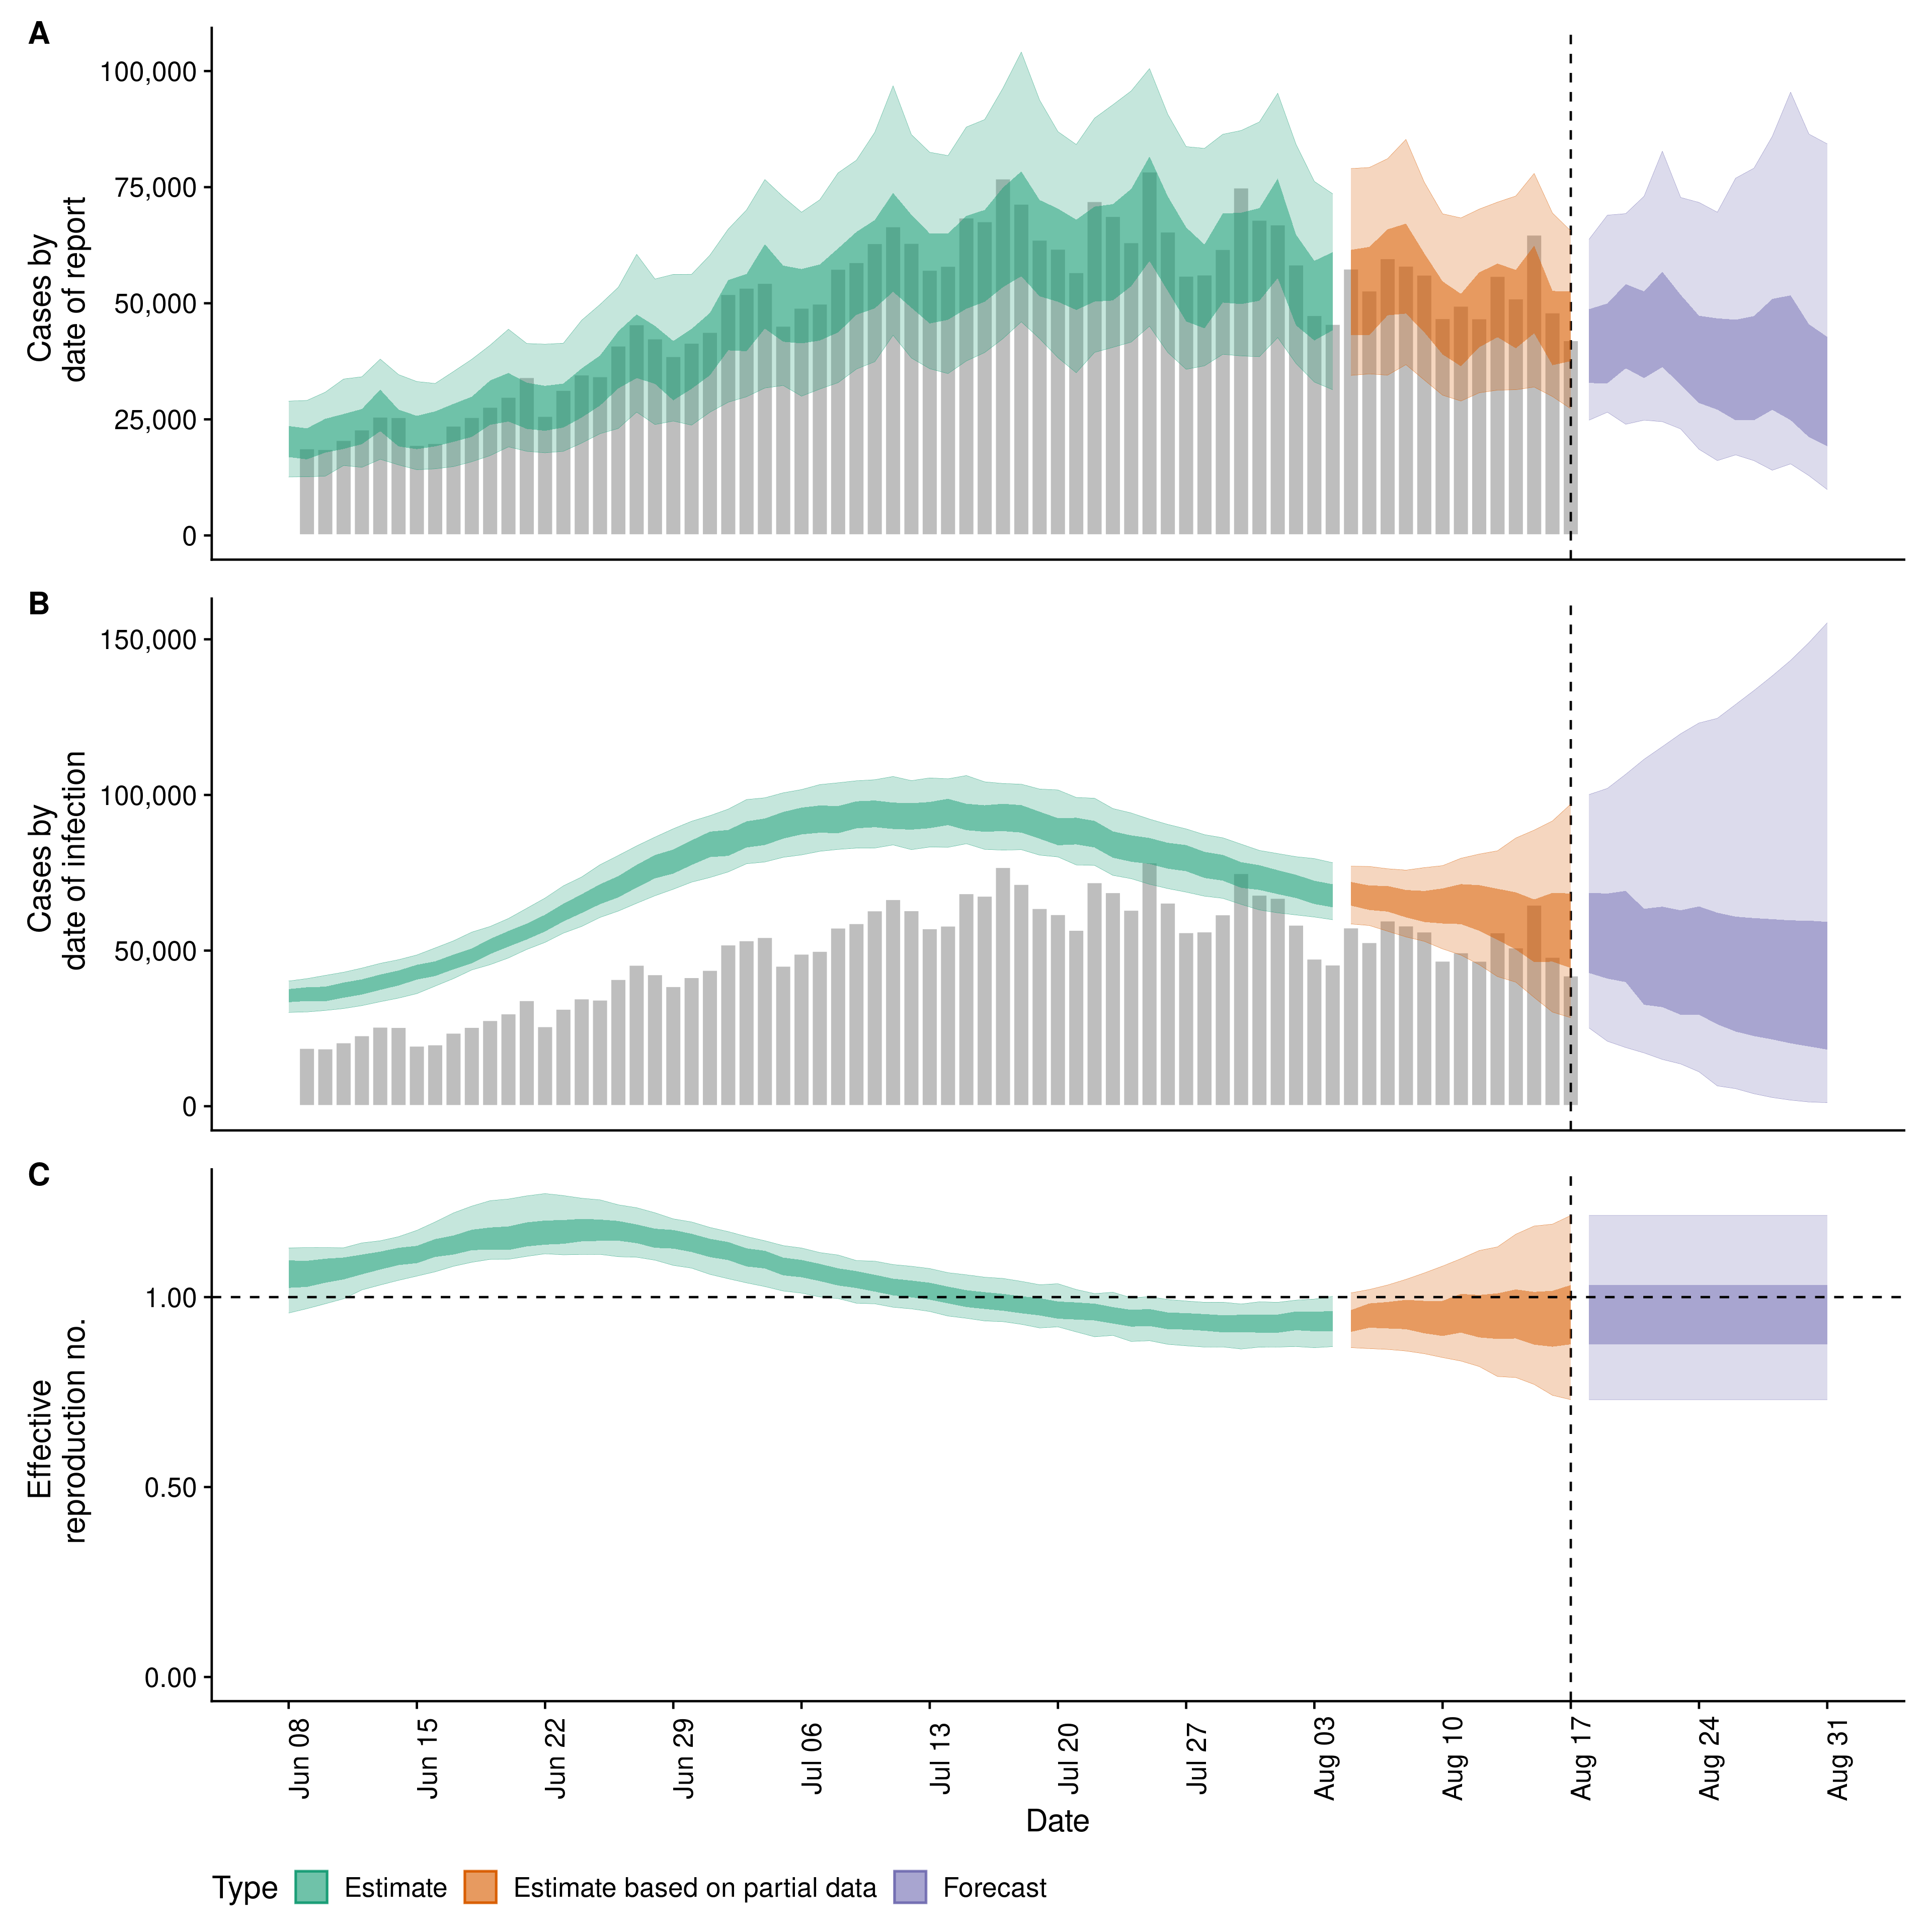 A
Cases by
date of report
100,000
75,000
50,000
25,000
0
B
Cases by
date of infection
150,000
100,000
50,000
0
C
Effective
reproduction no.
1.00
0.50
0.00
Jun 08
Jun 15
Jun 22
Jun 29
Jul 06
Jul 13
Jul 20
Jul 27
Aug 03
Aug 10
Aug 17
Aug 24
Aug 31
Date
Type Estimate Estimate based on partial data Forecast